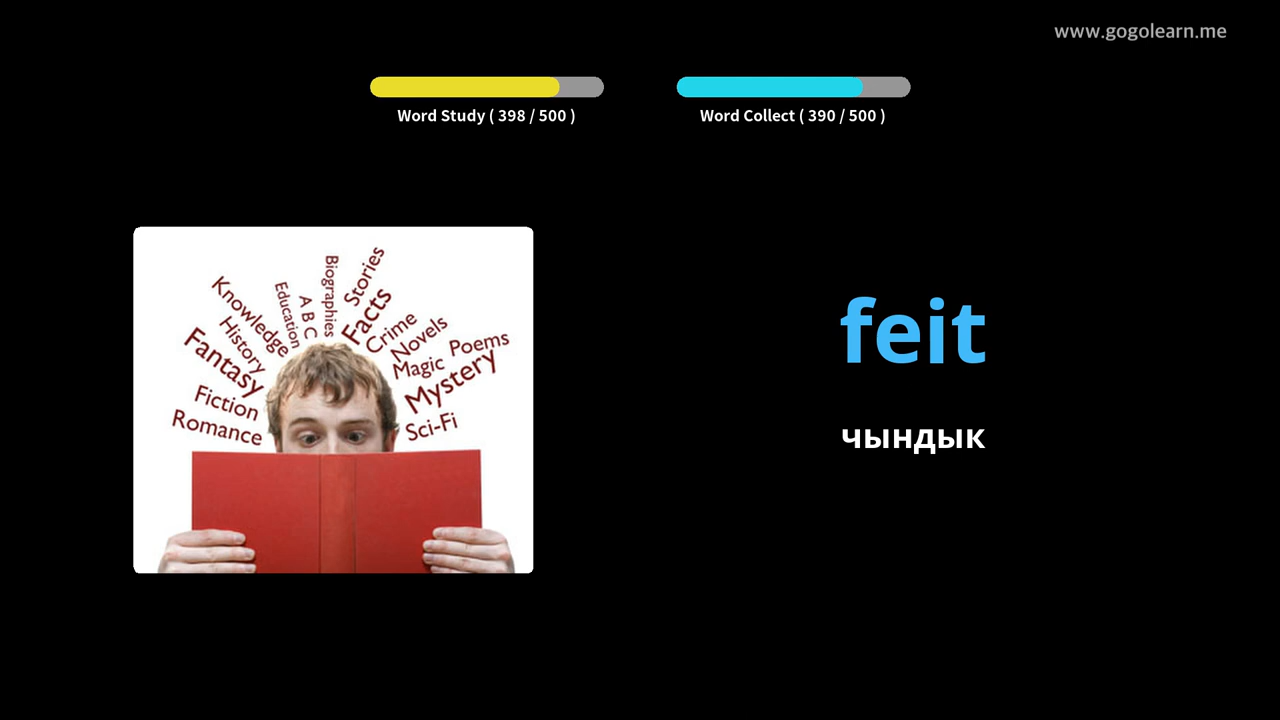 www.gogolearn.me
Word Study ( 398 / 500 )
Word Collect ( 390 / 500 )
Knowledge
History
Fantasy
Fiction
Romance
Education
A B C
Biographies
Stories
Facts
Crime
Novels
Magic
Poems
Mystery
Sci-Fi
feit
чындык